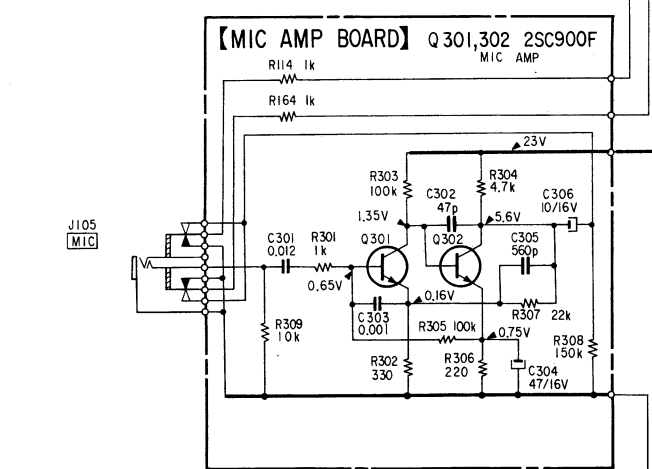 【MIC AMP BOARD】 Q301,302 2SC900F
MIC AMP
R114 1k
R164 1k
23V
R303
100k
C302
47p
R304
4.7k
C306
10/16V
J105
MIC
1.35V
5.6V
C301
0.012
R301
1k
Q301
Q302
C305
560p
0.65V
0.16V
C303
0.001
R307 22k
R309
10k
R305 100k
0.75V
R302
330
R306
220
R308
150k
C304
47/16V